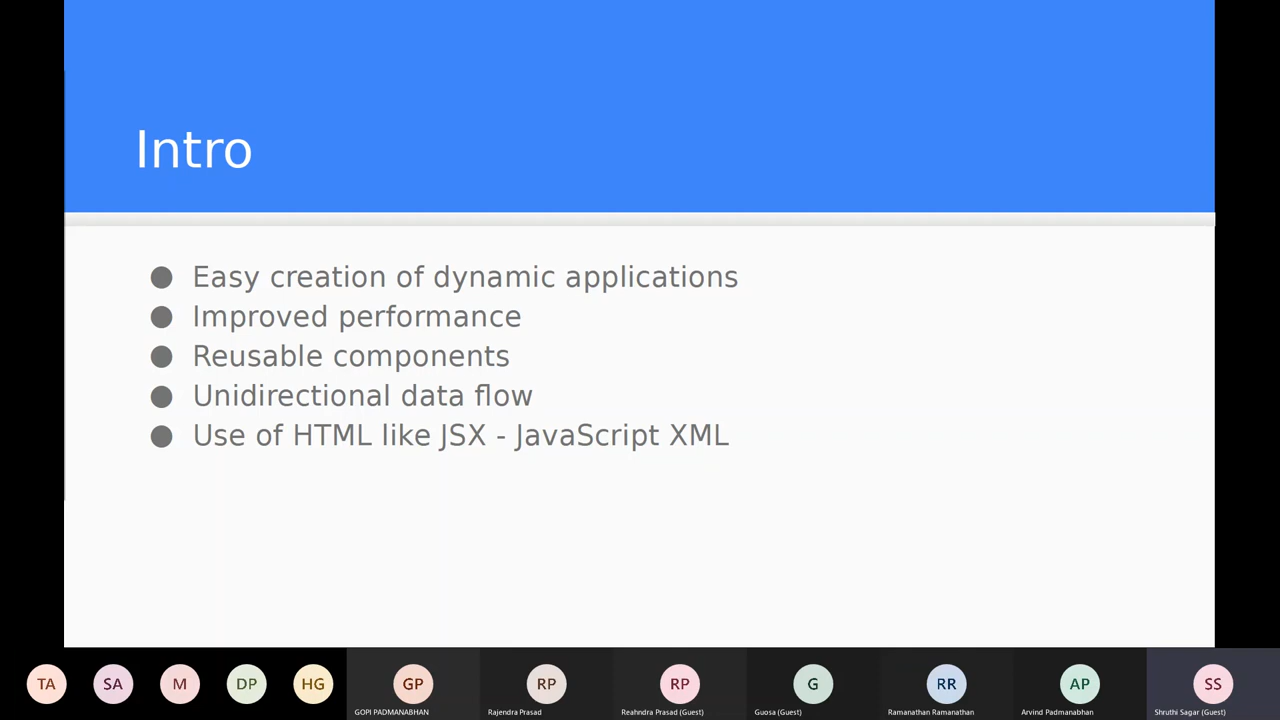 Intro
● Easy creation of dynamic applications
● Improved performance
● Reusable components
● Unidirectional data flow
● Use of HTML like JSX - JavaScript XML
TA SA M DP HG GP RP RP G RR AP SS
GOPI PADMANABHAN Rajendra Prasad Reahndra Prasad (Guest) Guosa (Guest) Ramanathan Ramanathan Arvind Padmanabhan Shruthi Sagar (Guest)